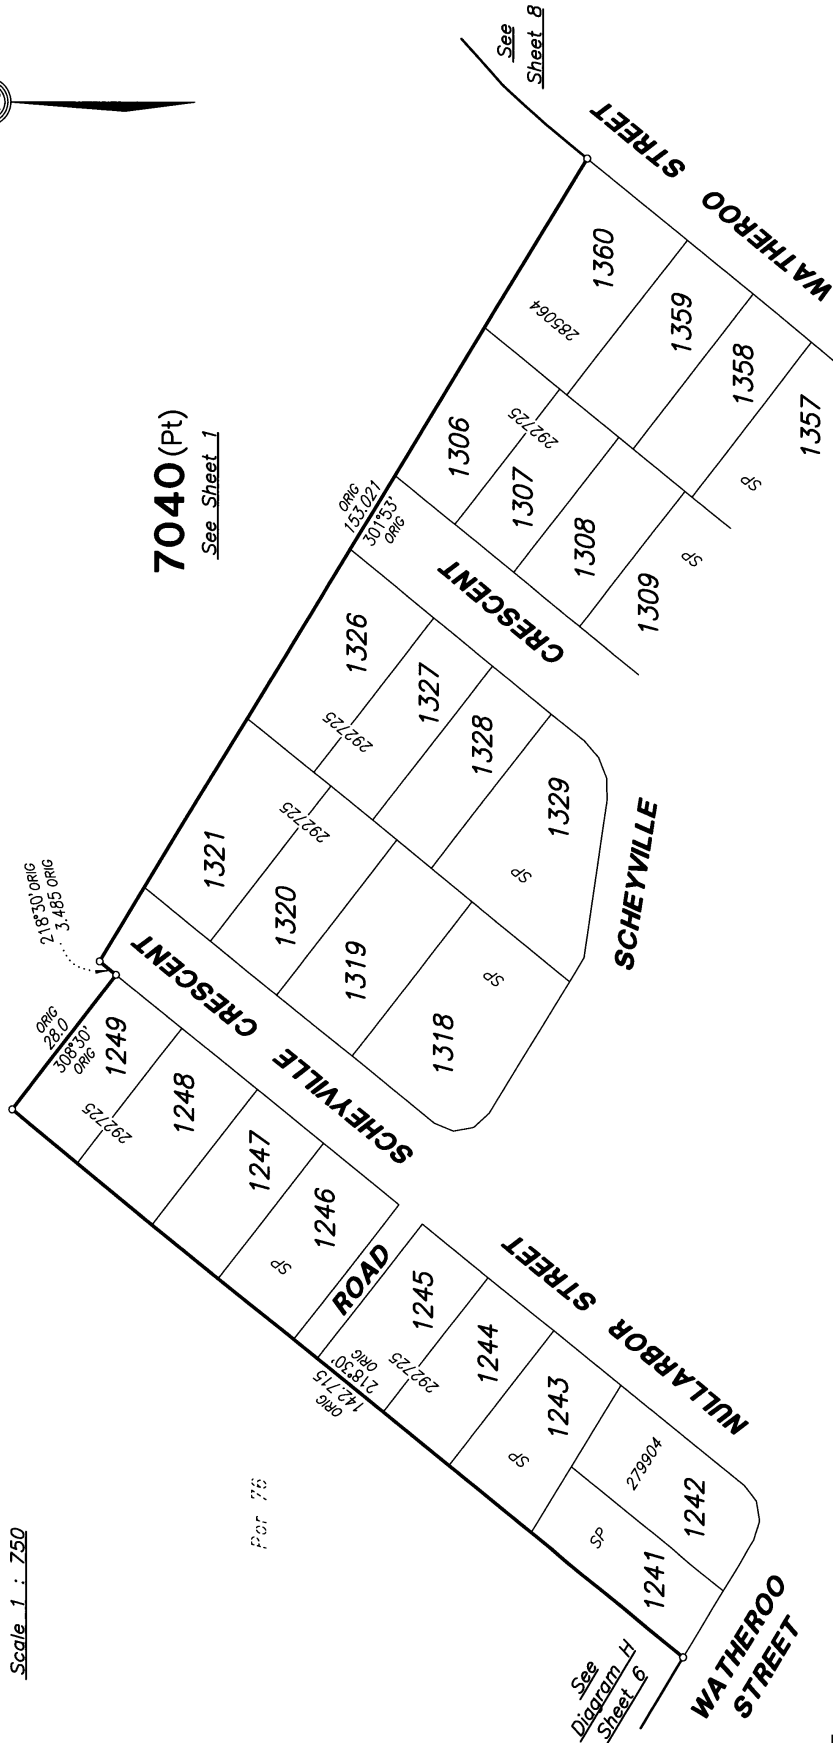 Scale 1 : 750
7040 (Pt)
See Sheet 1
See
Sheet 8
WATHEROO STREET
1360
285064
1359
1358
1357
SP
1306
292725
1307
1308
1309
SP
ORIG
153.021
301°53'
ORIG
CRESCENT
1326
292725
1327
1328
1329
SP
1321
292725
1320
1319
1318
SP
SCHEYVILLE
218°30' ORIG
3.485 ORIG
SCHEYVILLE CRESCENT
ORIG
28.0
308°30'
ORIG
1249
292725
1248
1247
1246
SP
ROAD
ORIG
142.715
218°30'
ORIG
1245
292725
1244
1243
SP
279904
1242
SP
1241
NULLARBOR STREET
Por 76
See
Diagram H
Sheet 6
WATHEROO
STREET